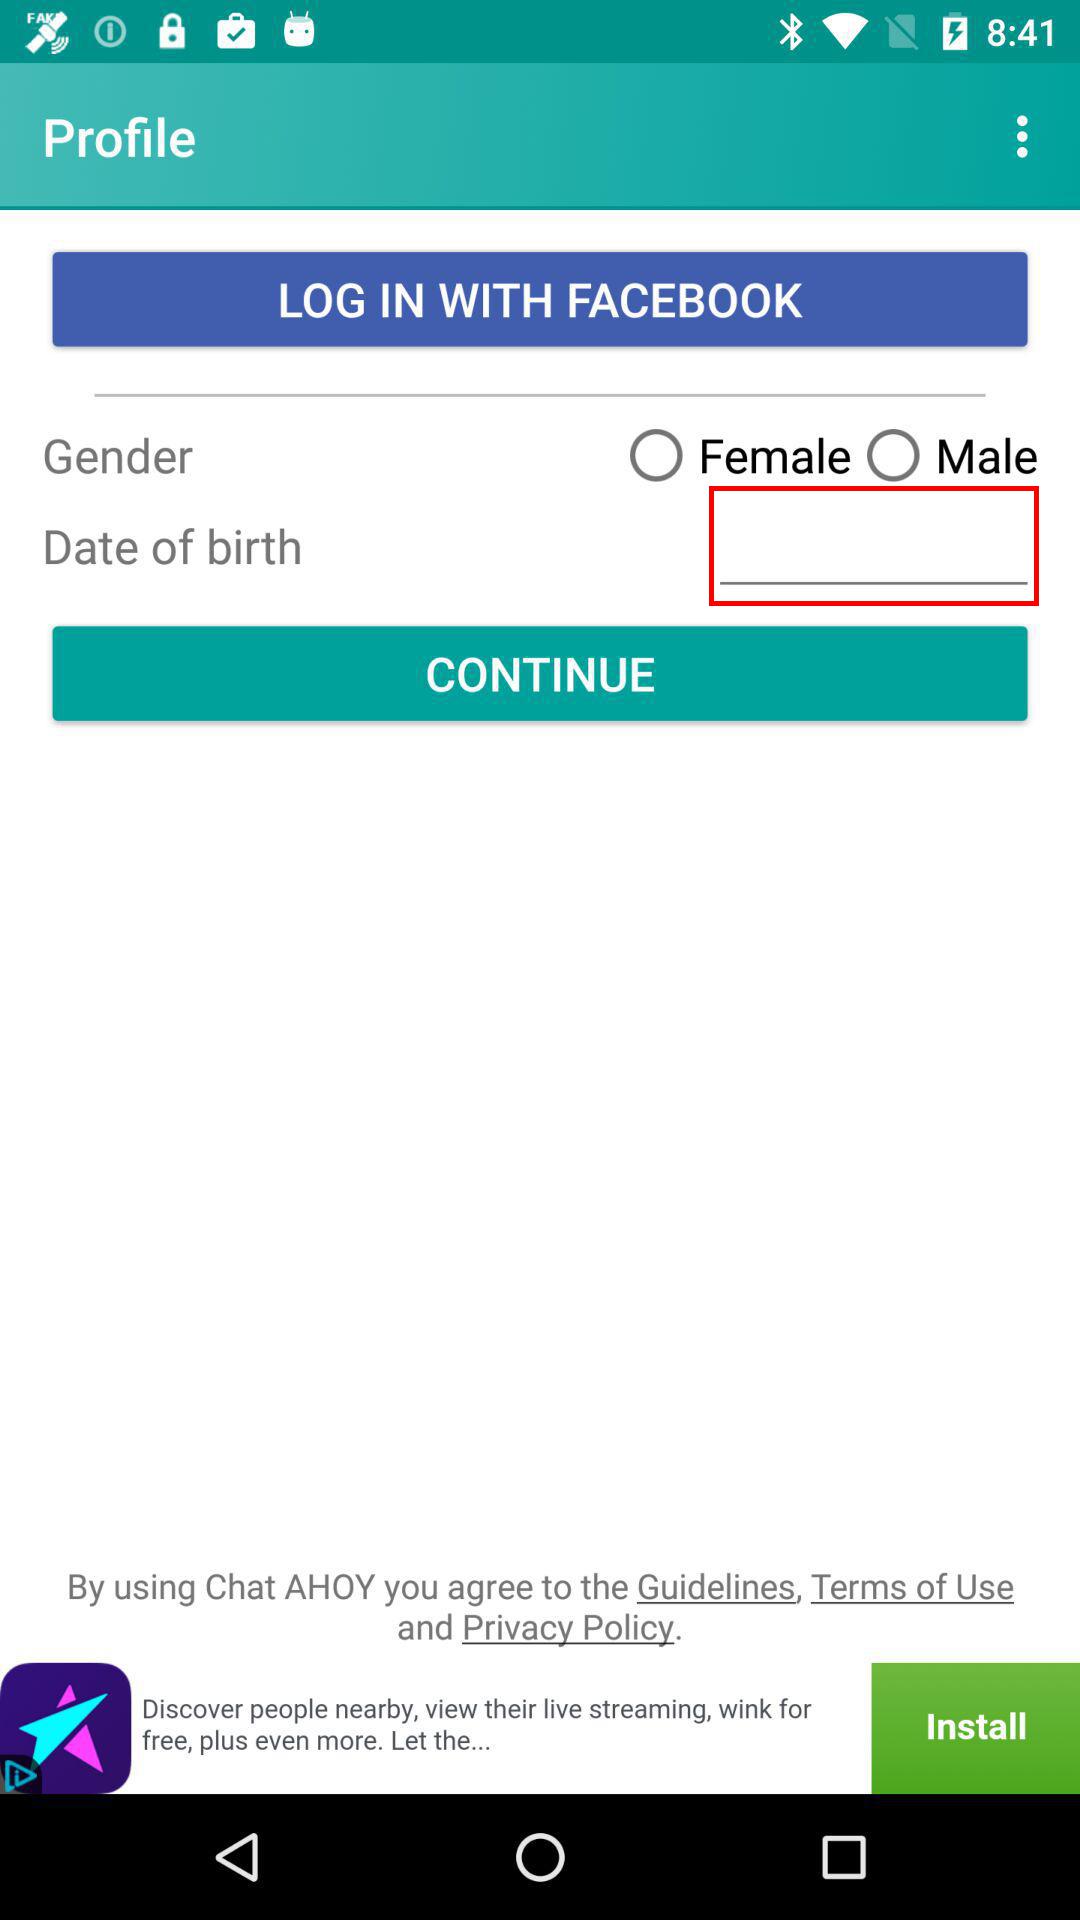 FAKE
8:41
Profile
LOG IN WITH FACEBOOK
Gender
Female
Male
Date of birth
CONTINUE
By using Chat AHOY you agree to the Guidelines, Terms of Use
and Privacy Policy.
Discover people nearby, view their live streaming, wink for
free, plus even more. Let the...
Install